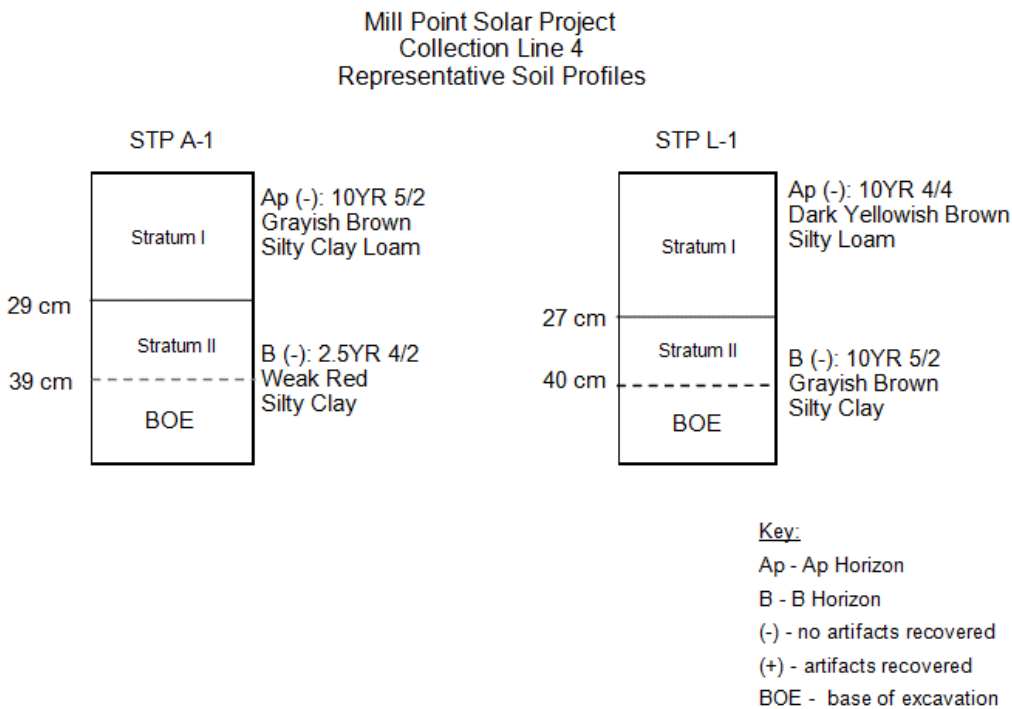 Mill Point Solar Project
Collection Line 4
Representative Soil Profiles
STP A-1
Stratum I
Ap (-): 10YR 5/2
Grayish Brown
Silty Clay Loam
29 cm
Stratum II
B (-): 2.5YR 4/2
Weak Red
Silty Clay
39 cm
BOE
STP L-1
Stratum I
Ap (-): 10YR 4/4
Dark Yellowish Brown
Silty Loam
27 cm
Stratum II
B (-): 10YR 5/2
Grayish Brown
Silty Clay
40 cm
BOE
Key:
Ap - Ap Horizon
B - B Horizon
(-) - no artifacts recovered
(+) - artifacts recovered
BOE - base of excavation